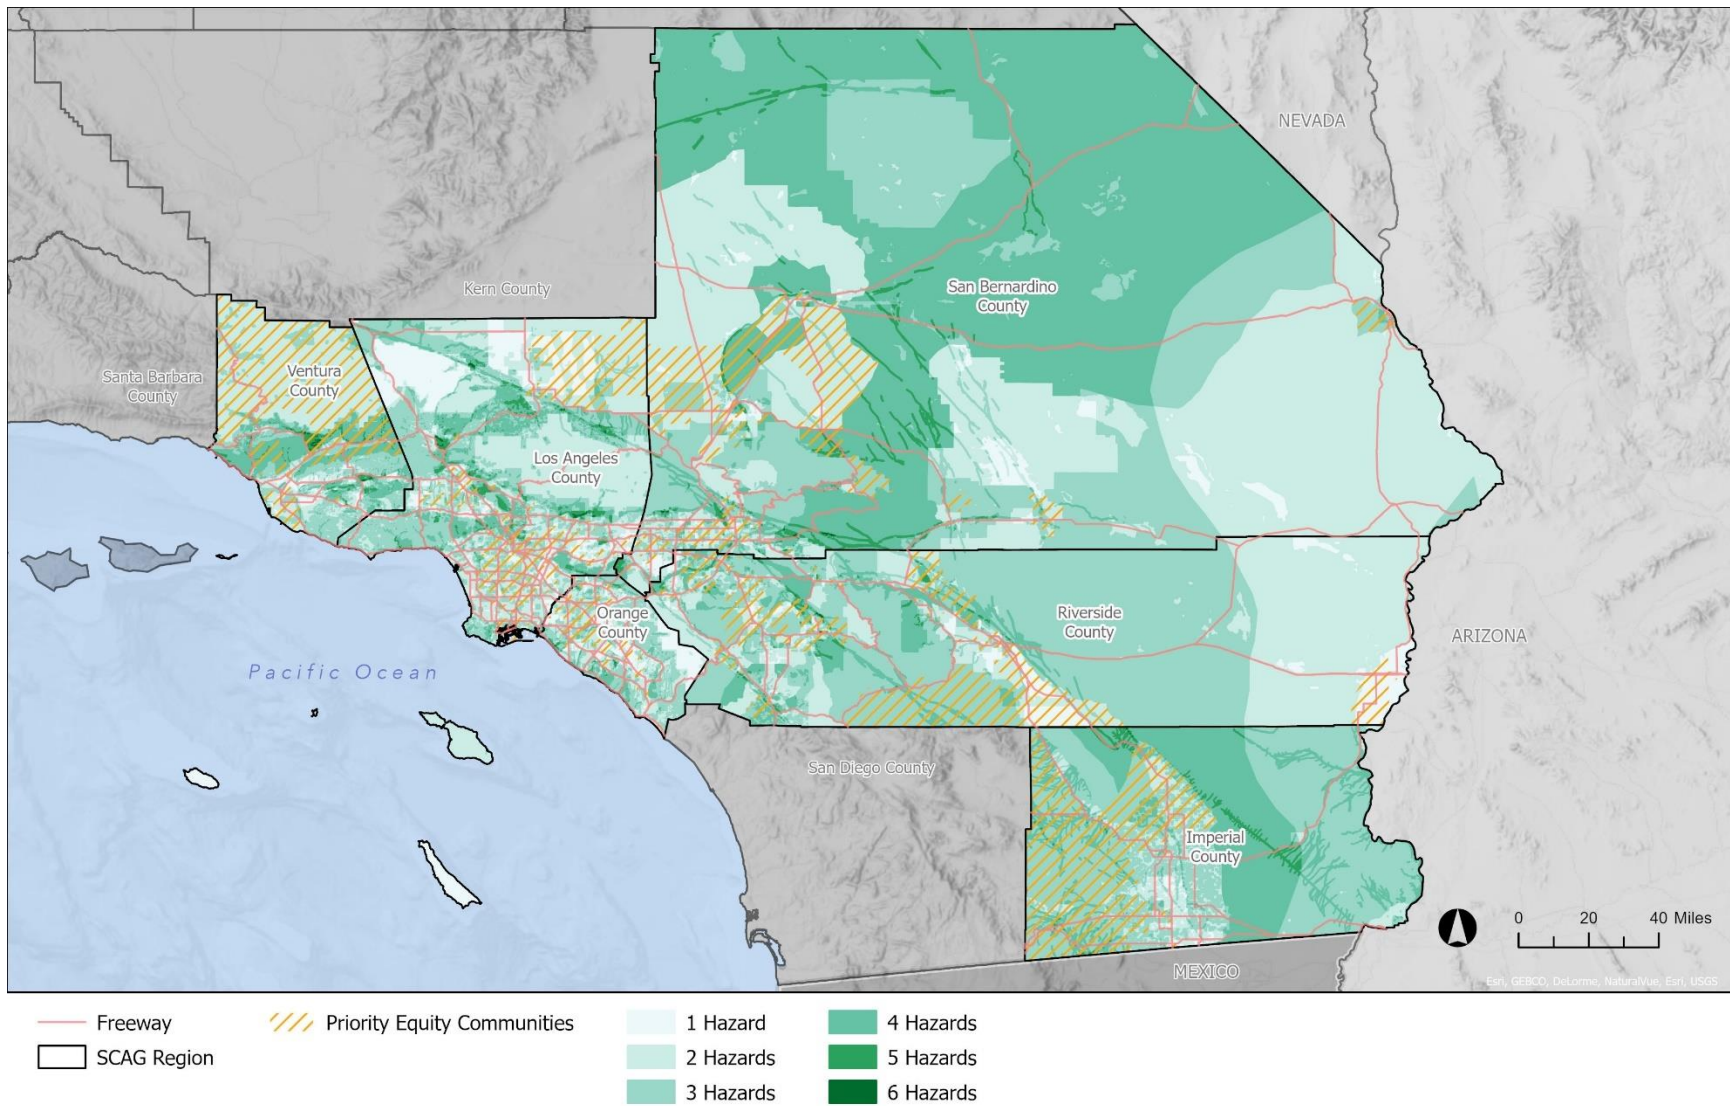 NEVADA
Kern County
San Bernardino
County
Santa Barbara
County
Ventura
County
Los Angeles
County
Orange
County
Riverside
County
ARIZONA
Pacific Ocean
San Diego County
Imperial
County
MEXICO
0 20 40 Miles
Esri, GEBCO, DeLorme, NaturalVue, Esri, USGS
Freeway
SCAG Region
Priority Equity Communities
1 Hazard
2 Hazards
3 Hazards
4 Hazards
5 Hazards
6 Hazards